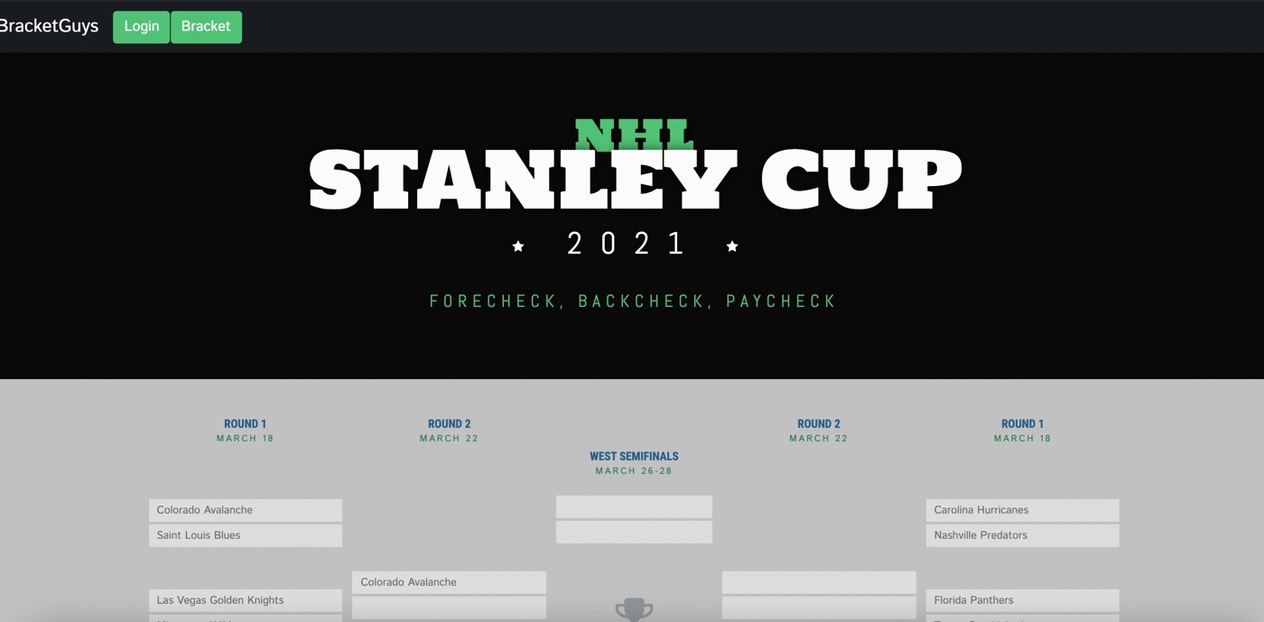 BracketGuys Login Bracket
NHL
STANLEY CUP
2021
FORECHECK, BACKCHECK, PAYCHECK
ROUND 1
MARCH 18
ROUND 2
MARCH 22
WEST SEMIFINALS
MARCH 26-28
ROUND 2
MARCH 22
ROUND 1
MARCH 18
Colorado Avalanche
Saint Louis Blues
Las Vegas Golden Knights
Colorado Avalanche
Carolina Hurricanes
Nashville Predators
Florida Panthers